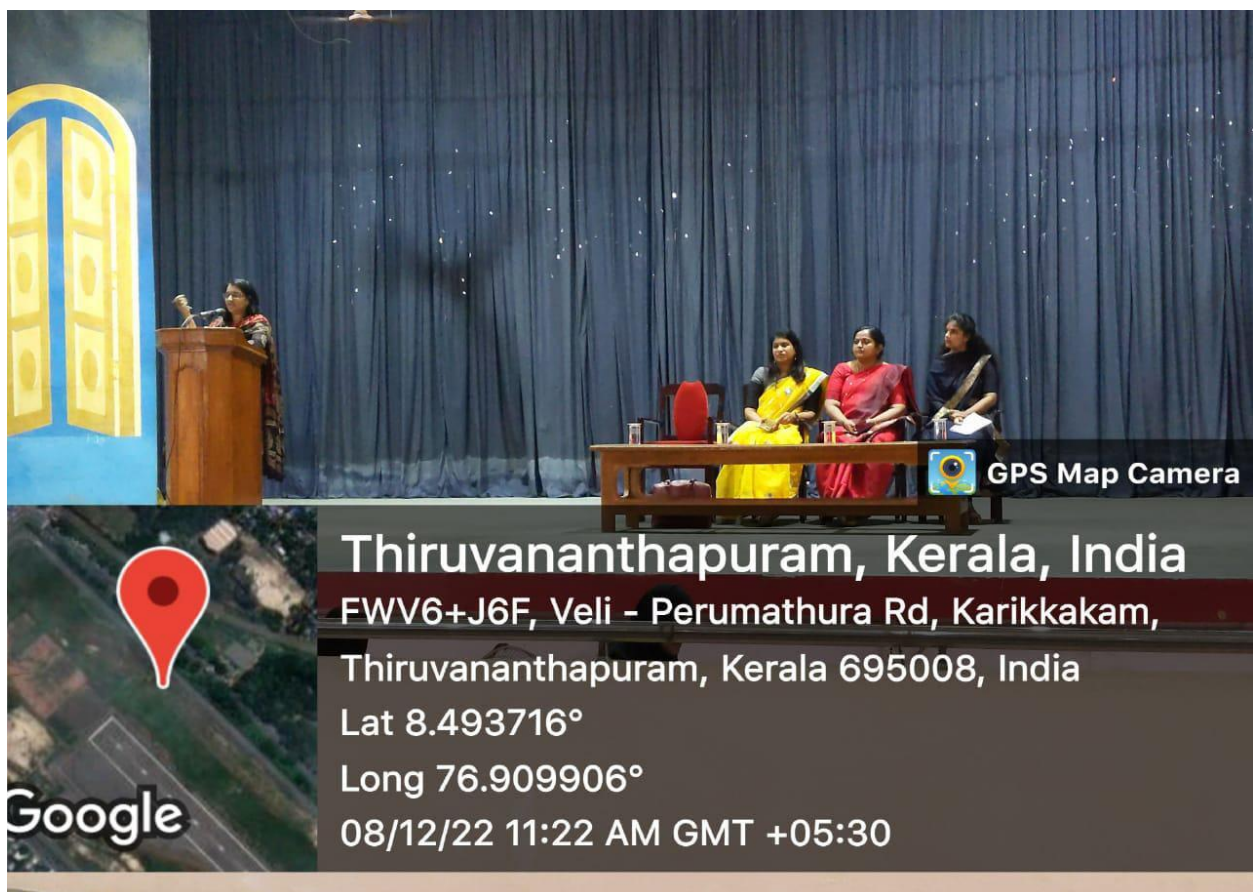 GPS Map Camera
Thiruvananthapuram, Kerala, India
FWV6+J6F, Veli - Perumathura Rd, Karikkakam,
Thiruvananthapuram, Kerala 695008, India
Lat 8.493716°
Long 76.909906°
08/12/22 11:22 AM GMT +05:30
Google